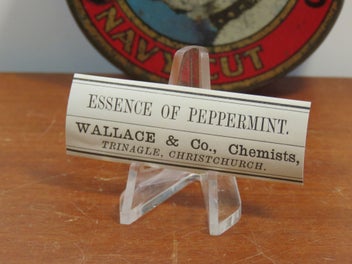 NAVY CUT
ESSENCE OF PEPPERMINT.
WALLACE & Co., Chemists,
TRINAGLE, CHRISTCHURCH.